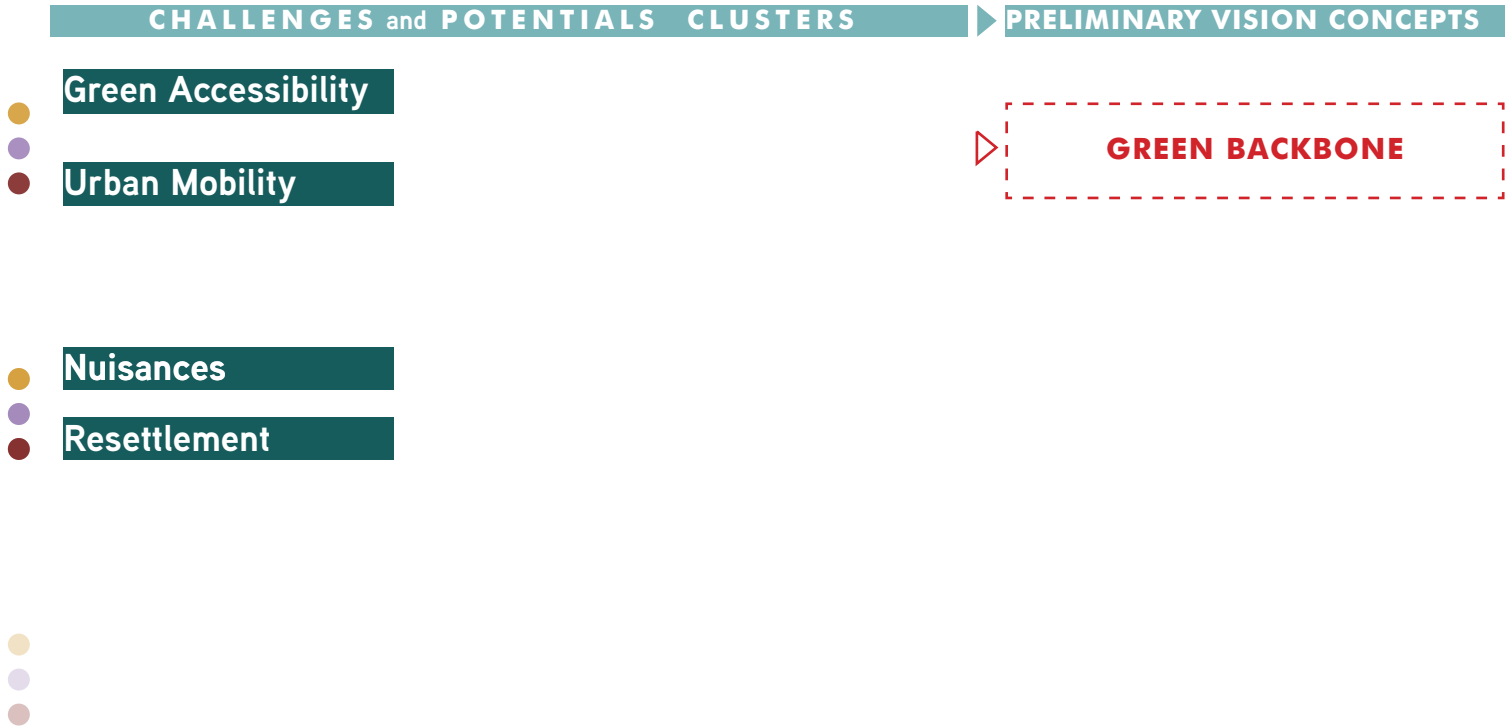 CHALLENGES and POTENTIALS CLUSTERS
PRELIMINARY VISION CONCEPTS
Green Accessibility
GREEN BACKBONE
Urban Mobility
Nuisances
Resettlement